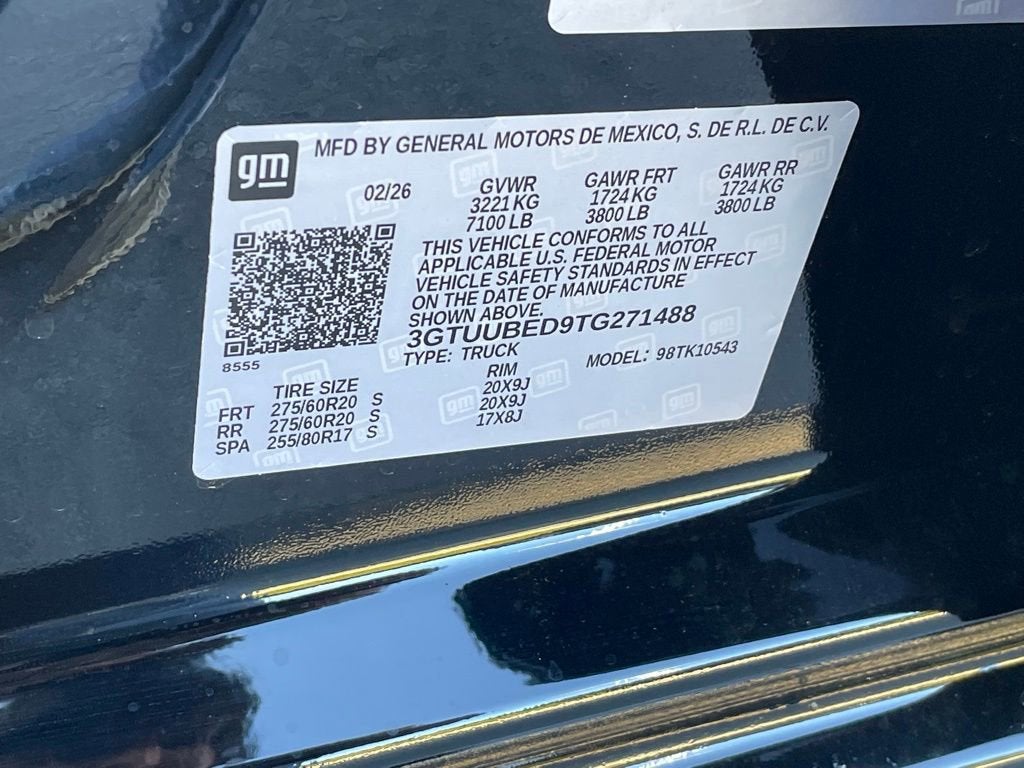 gm
MFD BY GENERAL MOTORS DE MEXICO, S. DE R.L. DE C.V.
02/26
GVWR
3221 KG
7100 LB
GAWR FRT
1724 KG
3800 LB
GAWR RR
1724 KG
3800 LB
THIS VEHICLE CONFORMS TO ALL
APPLICABLE U.S. FEDERAL MOTOR
VEHICLE SAFETY STANDARDS IN EFFECT
ON THE DATE OF MANUFACTURE
SHOWN ABOVE.
3GTUUBED9TG271488
TYPE: TRUCK
MODEL: 98TK10543
8555
TIRE SIZE RIM
FRT 275/60R20 S 20X9J
RR 275/60R20 S 20X9J
SPA 255/80R17 S 17X8J